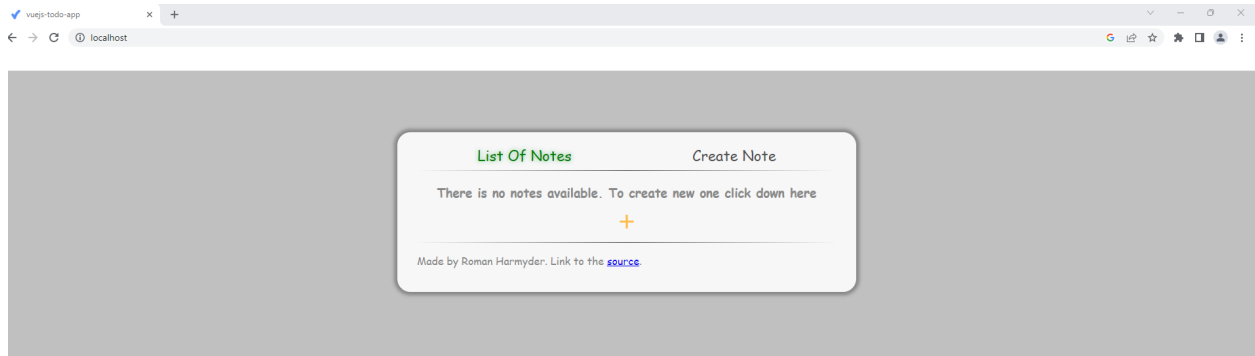 vuejs-todo-app
localhost
List Of Notes Create Note
There is no notes available. To create new one click down here
+
Made by Roman Harmyder. Link to the source.